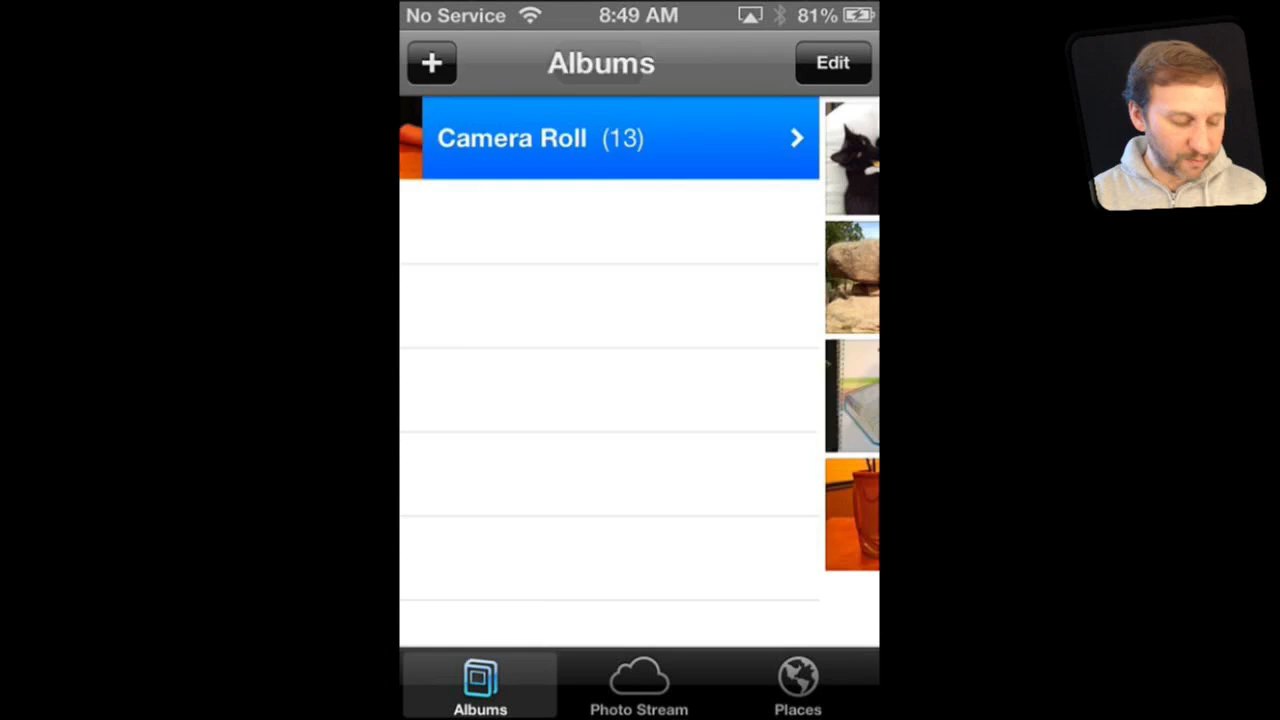 No Service 8:49 AM 81%
+ Albums Edit
Camera Roll (13)
Albums Photo Stream Places